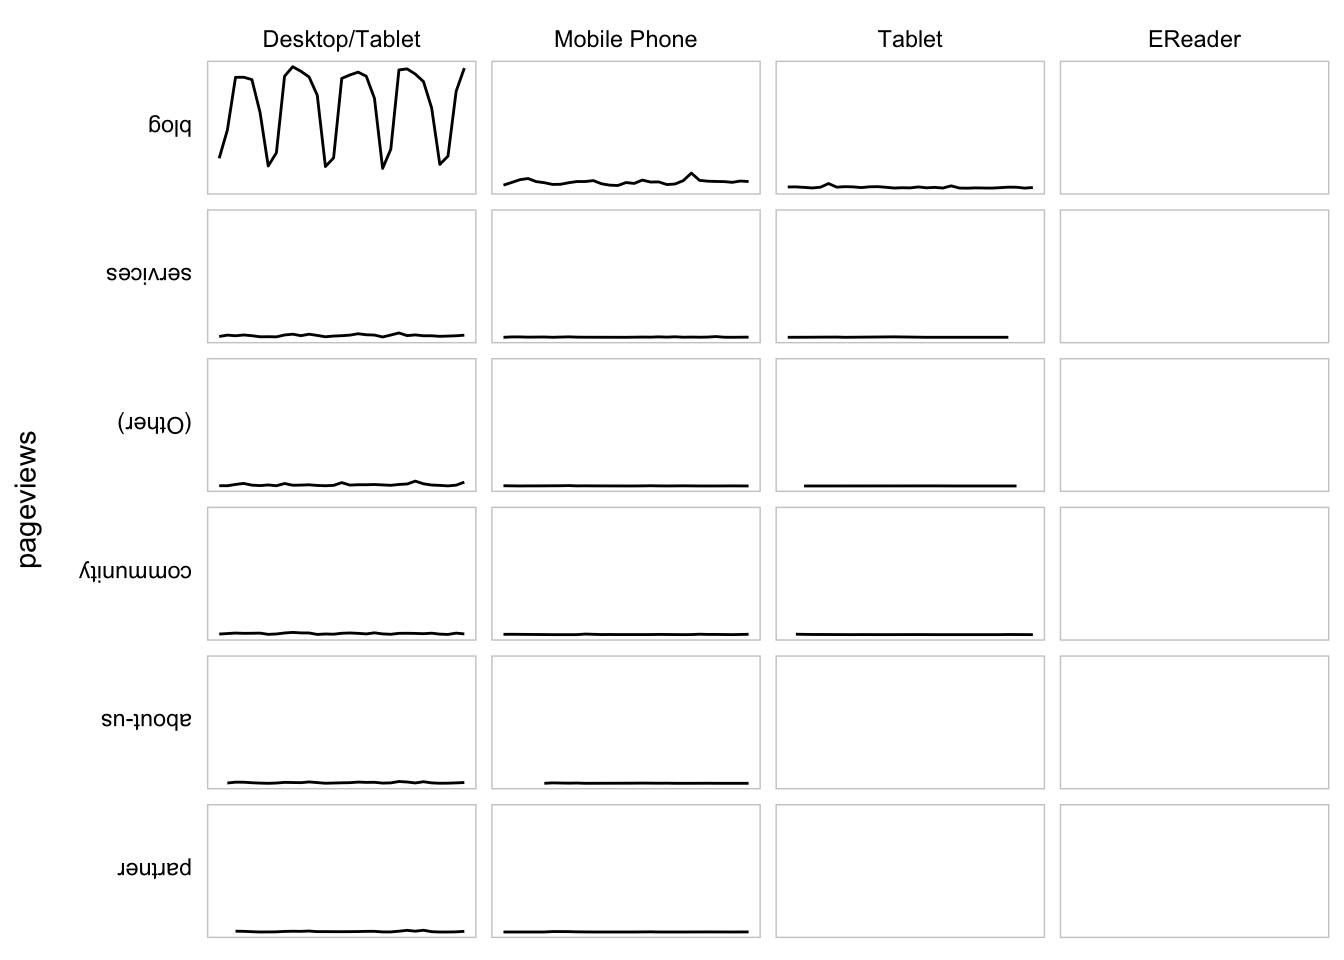 Desktop/Tablet Mobile Phone Tablet EReader
blog
services
(Other)
pageviews
community
about-us
partner